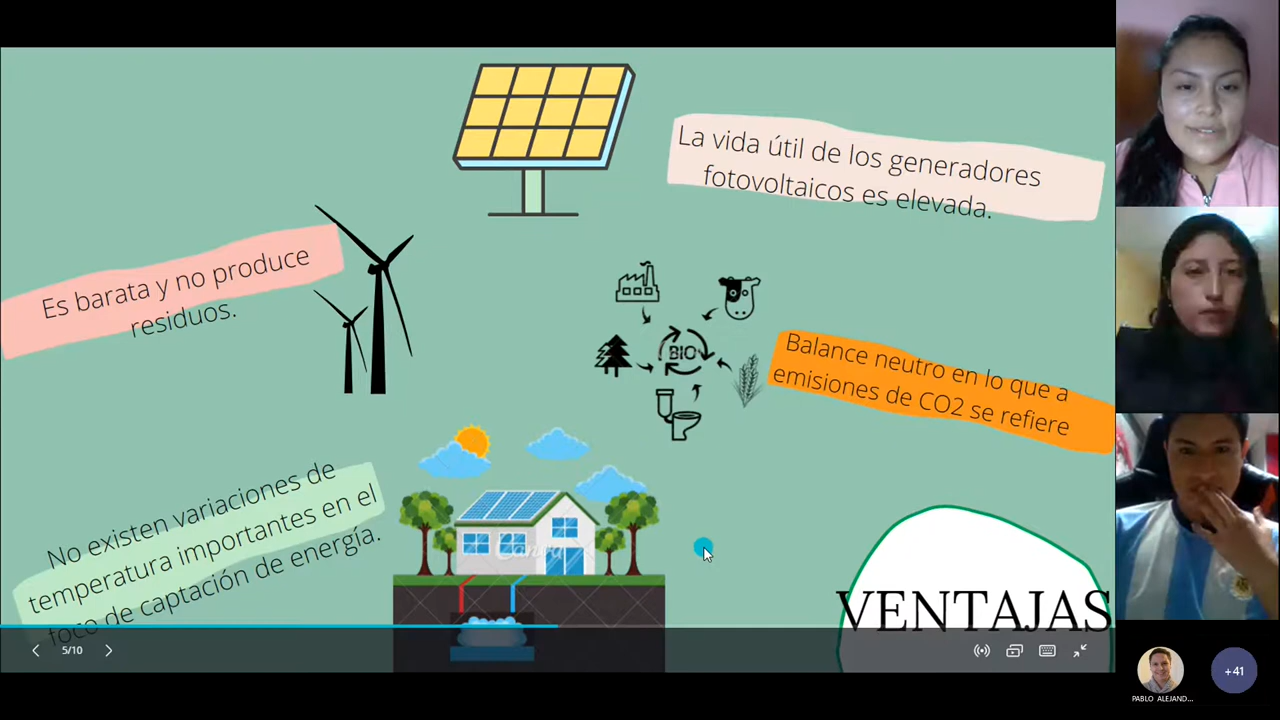 La vida útil de los generadores
fotovoltaicos es elevada.
Es barata y no produce
residuos.
BIO
Balance neutro en lo que a
emisiones de CO2 se refiere
No existen variaciones de
temperatura importantes en el
foco de captación de energía.
Canva
VENTAJAS
5/10
PABLO ALEJAND...
+41